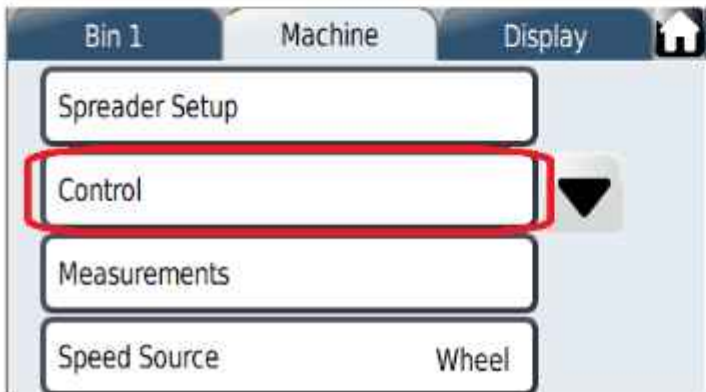 Bin 1 Machine Display
Spreader Setup
Control
Measurements
Speed Source Wheel